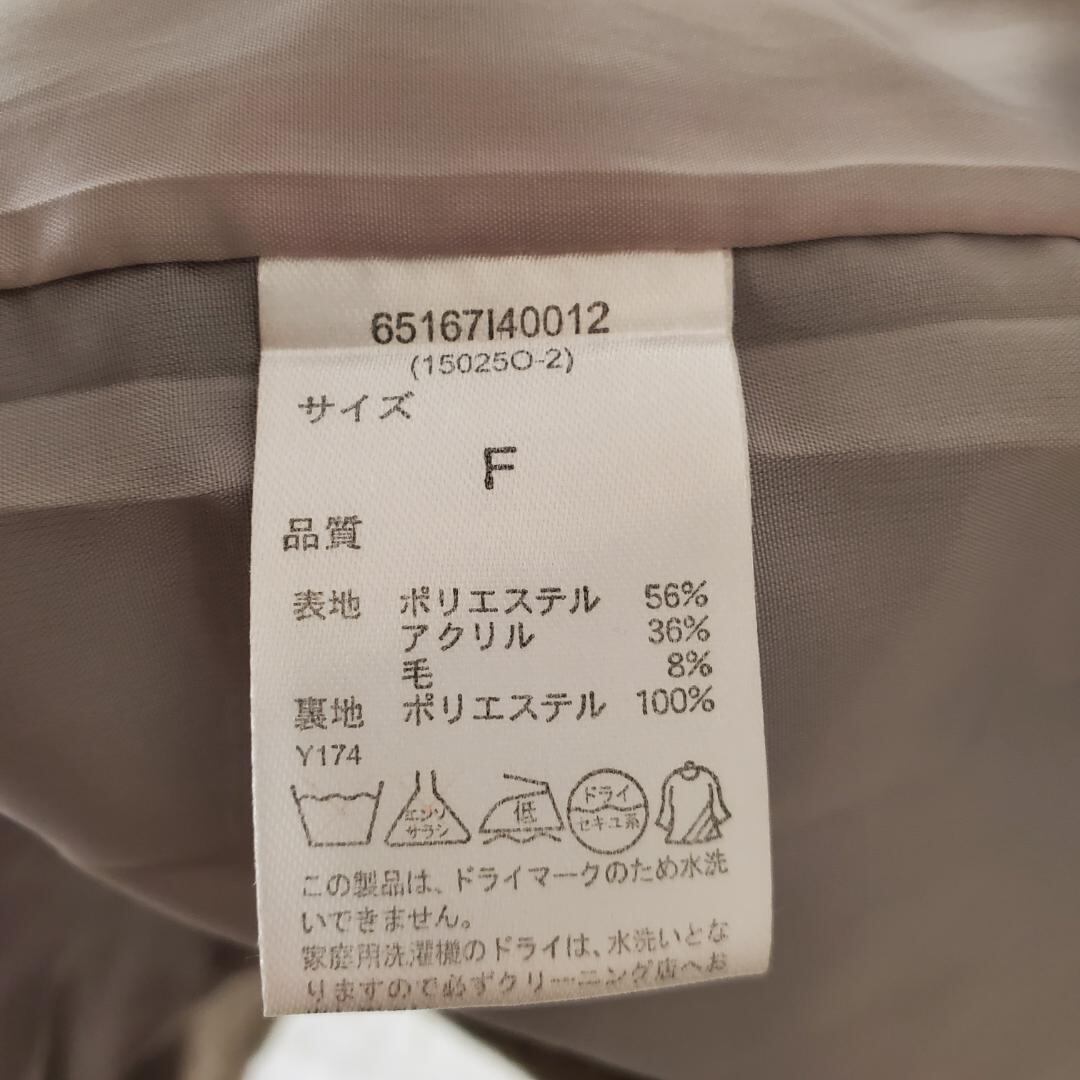 65167I40012
(15025O-2)
サイズ
F
品質
表地 ポリエステル 56%
アクリル 36%
毛 8%
裏地 ポリエステル 100%
Y174
エンソサラシ 低 ドライ セキユ系
この製品は、ドライマークのため水洗
いできません。
家庭用洗濯機のドライは、水洗いとな
りますので必ずクリーニング店へお